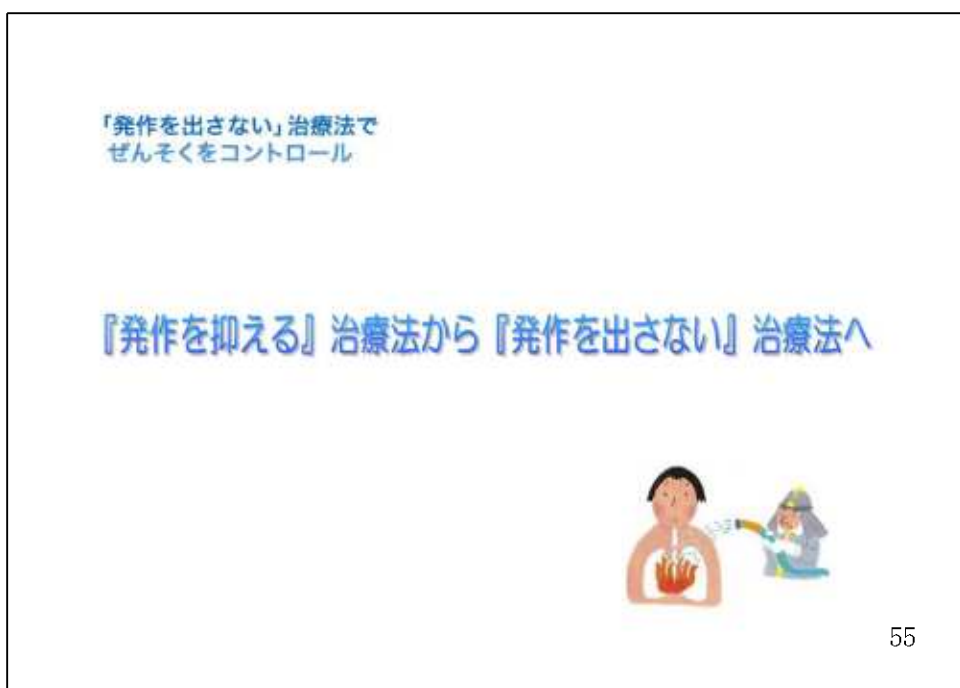 「発作を出さない」治療法で
ぜんそくをコントロール
『発作を抑える』治療法から『発作を出さない』治療法へ
55